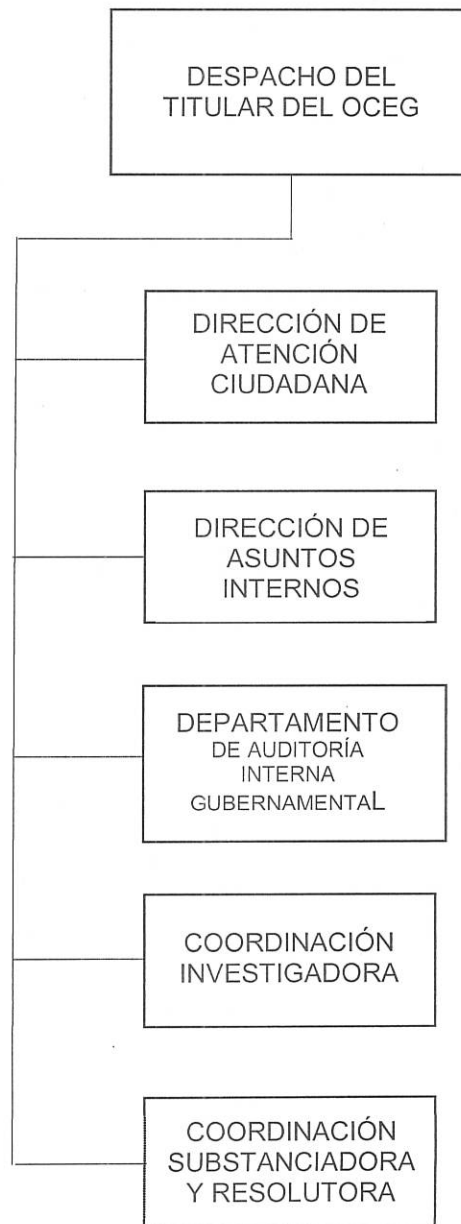 DESPACHO DEL
TITULAR DEL OCEG
DIRECCIÓN DE
ATENCIÓN
CIUDADANA
DIRECCIÓN DE
ASUNTOS
INTERNOS
DEPARTAMENTO
DE AUDITORÍA
INTERNA
GUBERNAMENTAL
COORDINACIÓN
INVESTIGADORA
COORDINACIÓN
SUBSTANCIADORA
Y RESOLUTORA